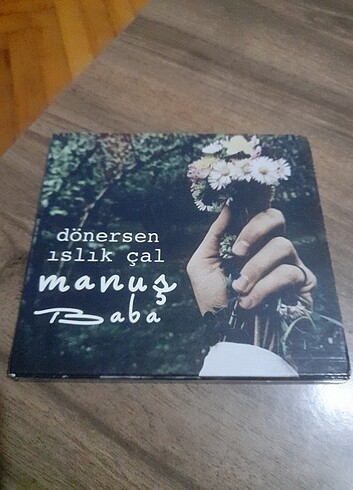 dönersen
ıslık çal
manuş
Baba